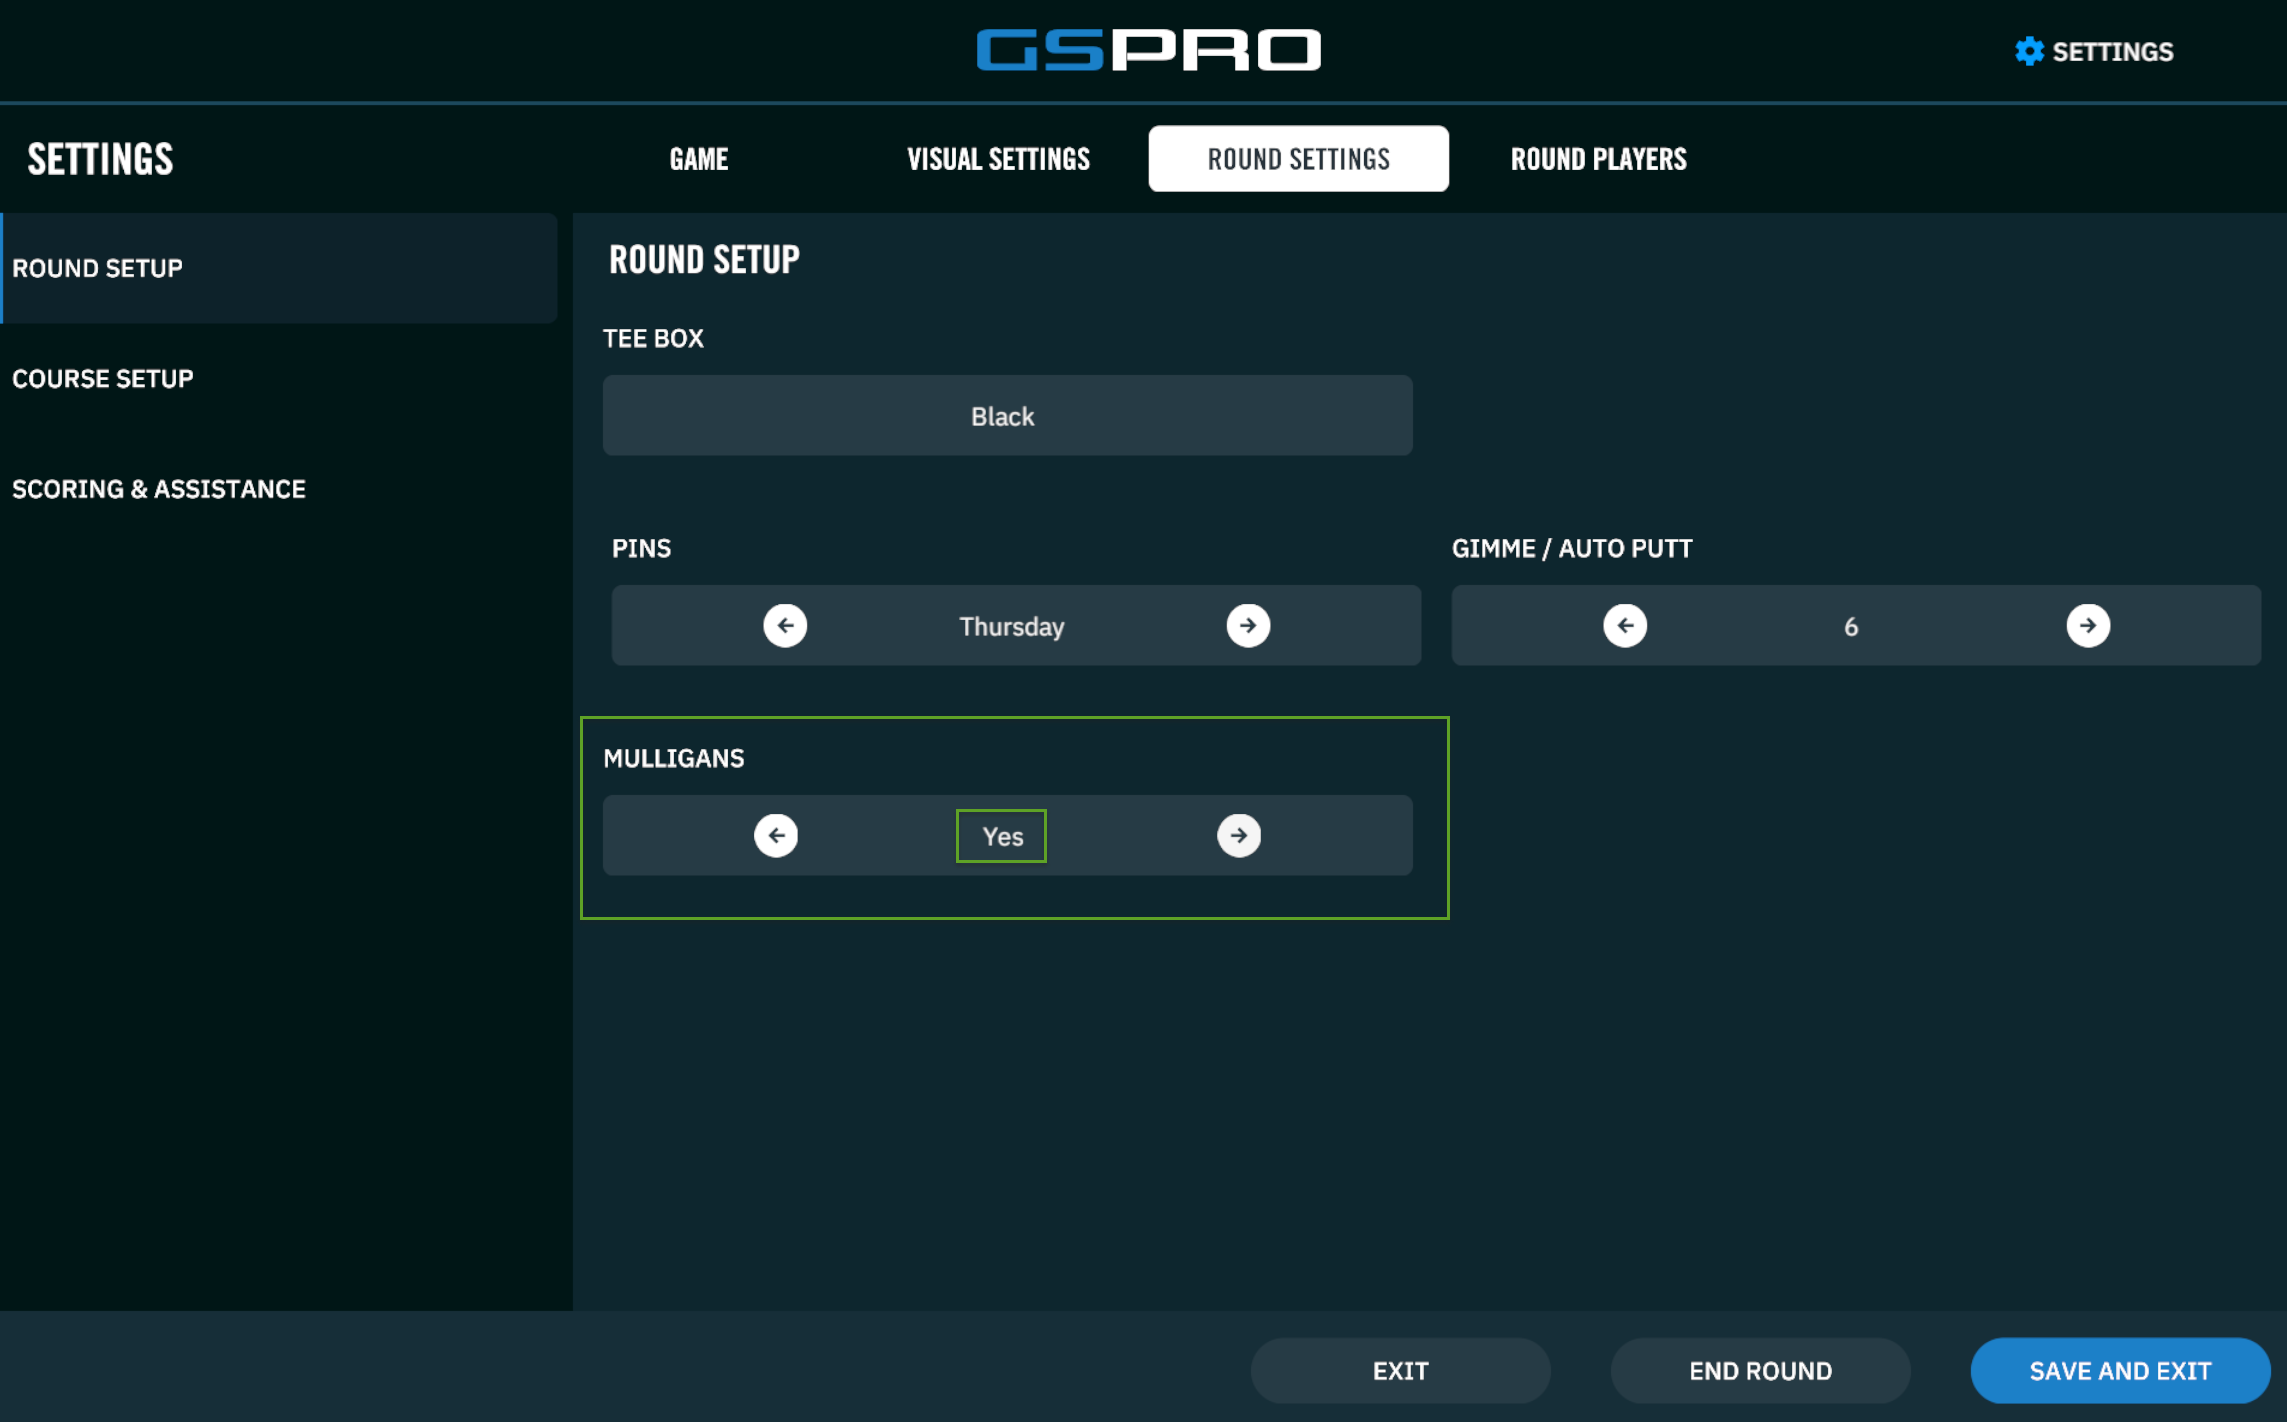 GSPRO
SETTINGS
SETTINGS
GAME
VISUAL SETTINGS
ROUND SETTINGS
ROUND PLAYERS
ROUND SETUP
COURSE SETUP
SCORING & ASSISTANCE
ROUND SETUP
TEE BOX
Black
PINS
Thursday
GIMME / AUTO PUTT
6
MULLIGANS
Yes
EXIT
END ROUND
SAVE AND EXIT